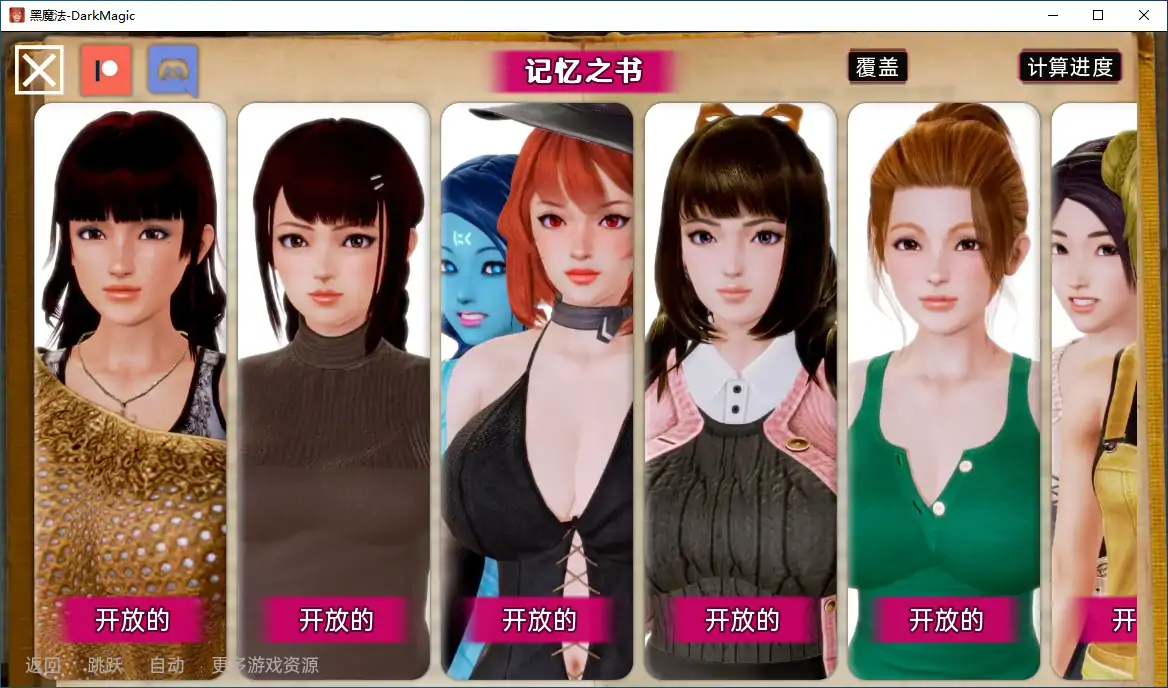 黑魔法-DarkMagic
记忆之书
覆盖
计算进度
开放的
开放的
开放的
开放的
开放的
开
返回 跳跃 自动 更多游戏资源